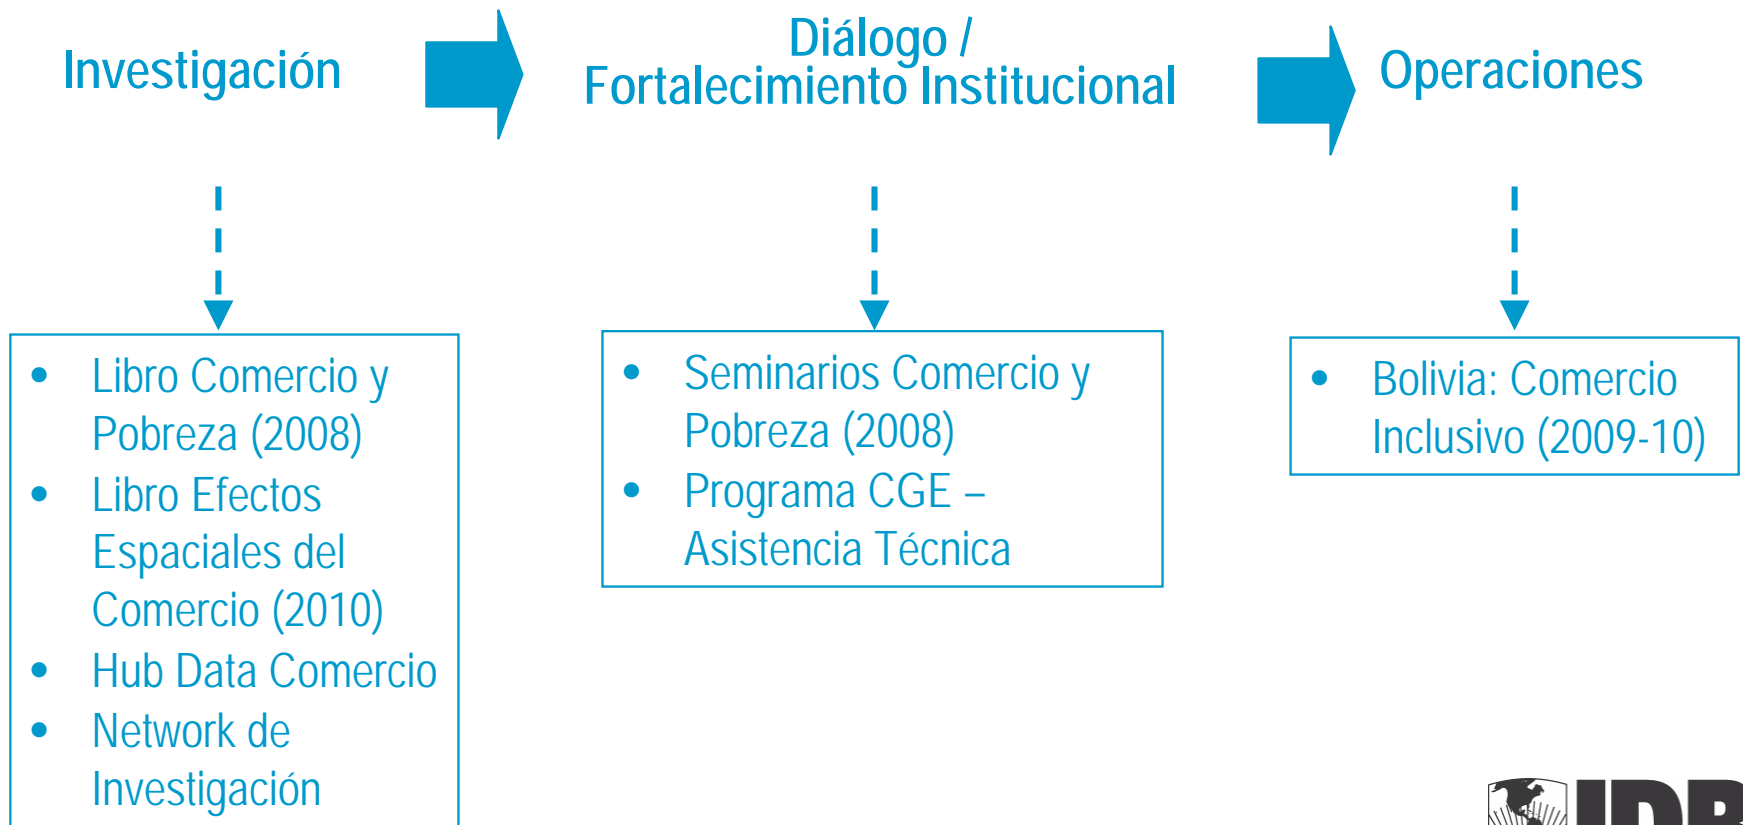 Investigación
Diálogo /
Fortalecimiento Institucional
Operaciones
• Libro Comercio y
Pobreza (2008)
• Libro Efectos
Espaciales del
Comercio (2010)
• Hub Data Comercio
• Network de
Investigación
• Seminarios Comercio y
Pobreza (2008)
• Programa CGE –
Asistencia Técnica
• Bolivia: Comercio
Inclusivo (2009-10)
IDB